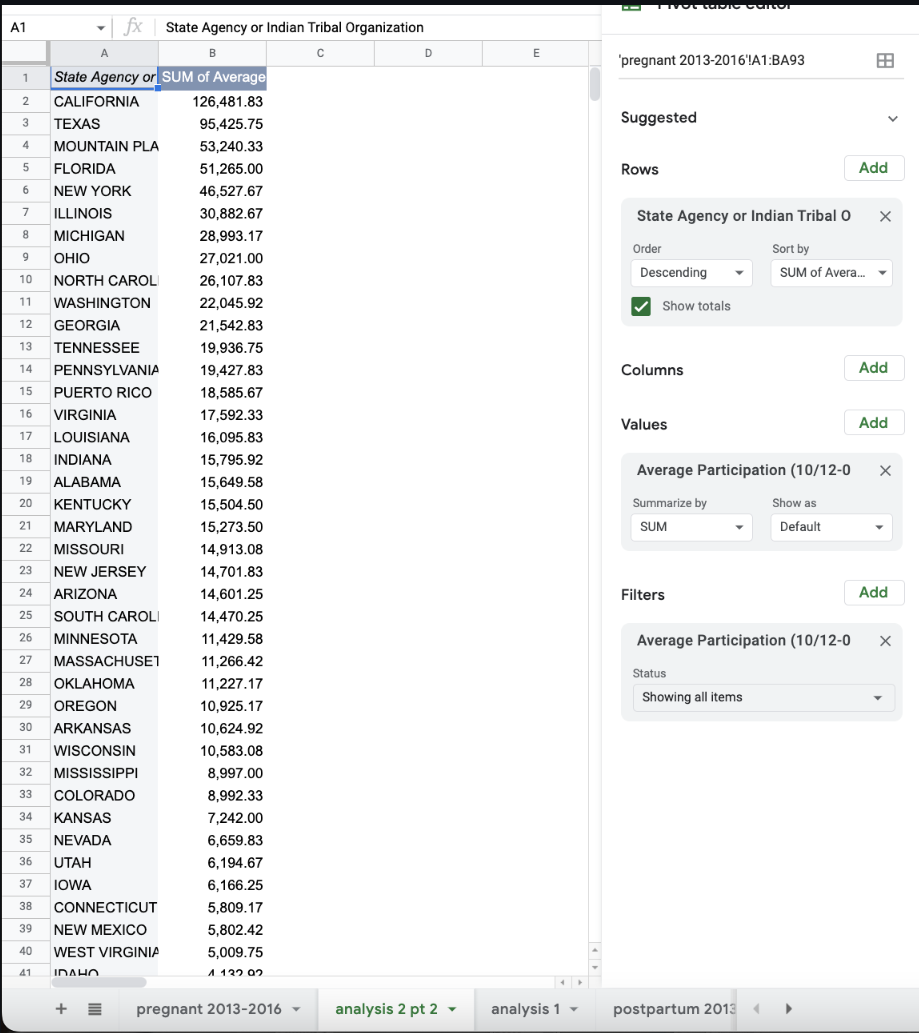 Pivot table editor
A1 fx State Agency or Indian Tribal Organization
'pregnant 2013-2016'!A1:BA93
A B C D E
1 State Agency or SUM of Average
2 CALIFORNIA 126,481.83
3 TEXAS 95,425.75
4 MOUNTAIN PLA 53,240.33
5 FLORIDA 51,265.00
6 NEW YORK 46,527.67
7 ILLINOIS 30,882.67
8 MICHIGAN 28,993.17
9 OHIO 27,021.00
10 NORTH CAROLI 26,107.83
11 WASHINGTON 22,045.92
12 GEORGIA 21,542.83
13 TENNESSEE 19,936.75
14 PENNSYLVANIA 19,427.83
15 PUERTO RICO 18,585.67
16 VIRGINIA 17,592.33
17 LOUISIANA 16,095.83
18 INDIANA 15,795.92
19 ALABAMA 15,649.58
20 KENTUCKY 15,504.50
21 MARYLAND 15,273.50
22 MISSOURI 14,913.08
23 NEW JERSEY 14,701.83
24 ARIZONA 14,601.25
25 SOUTH CAROLI 14,470.25
26 MINNESOTA 11,429.58
27 MASSACHUSET 11,266.42
28 OKLAHOMA 11,227.17
29 OREGON 10,925.17
30 ARKANSAS 10,624.92
31 WISCONSIN 10,583.08
32 MISSISSIPPI 8,997.00
33 COLORADO 8,992.33
34 KANSAS 7,242.00
35 NEVADA 6,659.83
36 UTAH 6,194.67
37 IOWA 6,166.25
38 CONNECTICUT 5,809.17
39 NEW MEXICO 5,802.42
40 WEST VIRGINIA 5,009.75
41 IDAHO 4,132.92
Suggested
Rows Add
State Agency or Indian Tribal O
Order Sort by
Descending SUM of Avera...
Show totals
Columns Add
Values Add
Average Participation (10/12-0
Summarize by Show as
SUM Default
Filters Add
Average Participation (10/12-0
Status
Showing all items
pregnant 2013-2016 analysis 2 pt 2 analysis 1 postpartum 2013